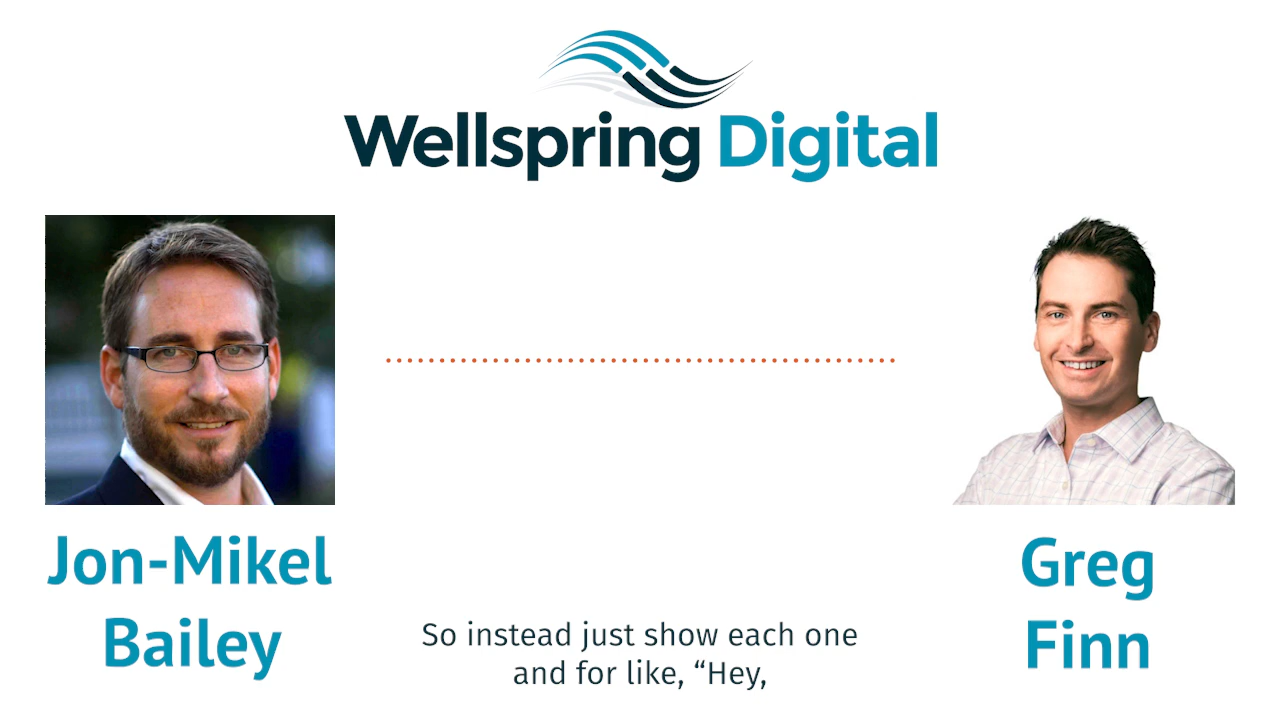 Wellspring Digital
Jon-Mikel
Bailey
Greg
Finn
So instead just show each one
and for like, “Hey,